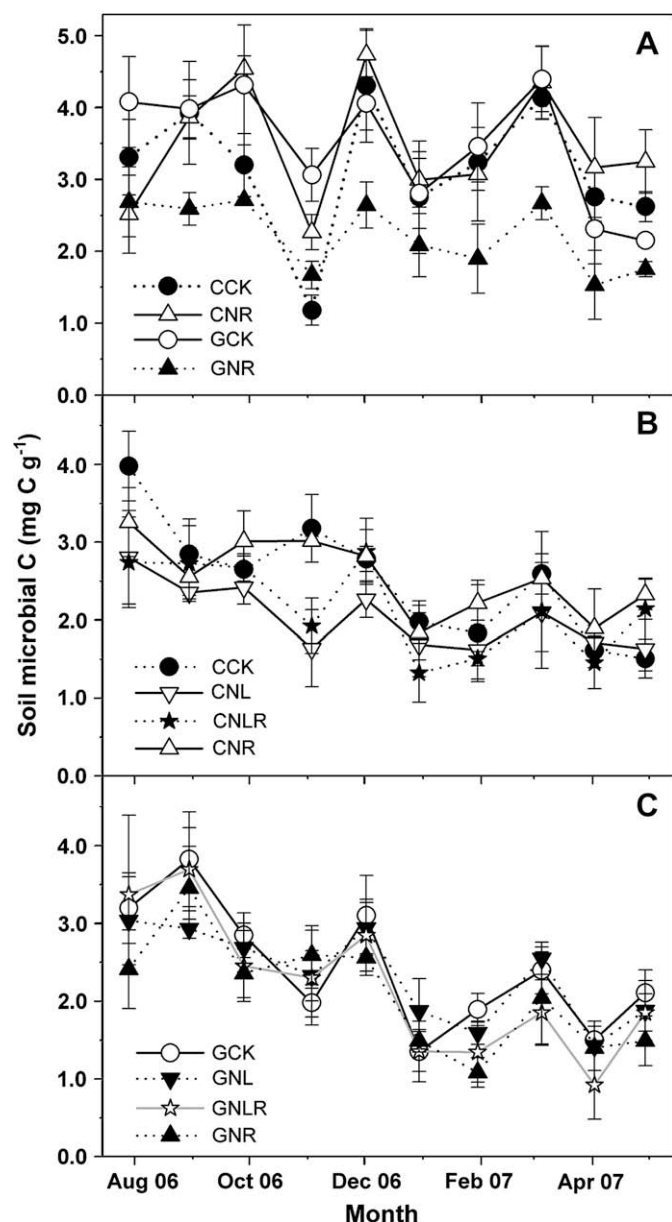 A
5.0
4.0
3.0
2.0
1.0
0.0
CCK
CNR
GCK
GNR
B
4.0
3.0
2.0
1.0
0.0
CCK
CNL
CNLR
CNR
C
4.0
3.0
2.0
1.0
0.0
GCK
GNL
GNLR
GNR
Soil microbial C (mg C g⁻¹)
Aug 06 Oct 06 Dec 06 Feb 07 Apr 07
Month